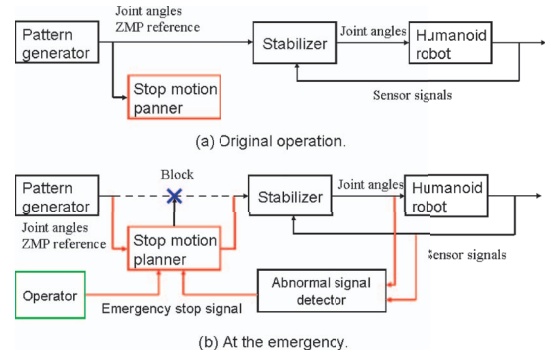 Joint angles
ZMP reference
Pattern
generator
Stabilizer
Joint angles
Humanoid
robot
Stop motion
panner
Sensor signals
(a) Original operation.
Block
Pattern
generator
Stabilizer
Joint angles
Humanoid
robot
Joint angles
ZMP reference
Stop motion
planner
Sensor signals
Operator
Emergency stop signal
Abnormal signal
detector
(b) At the emergency.